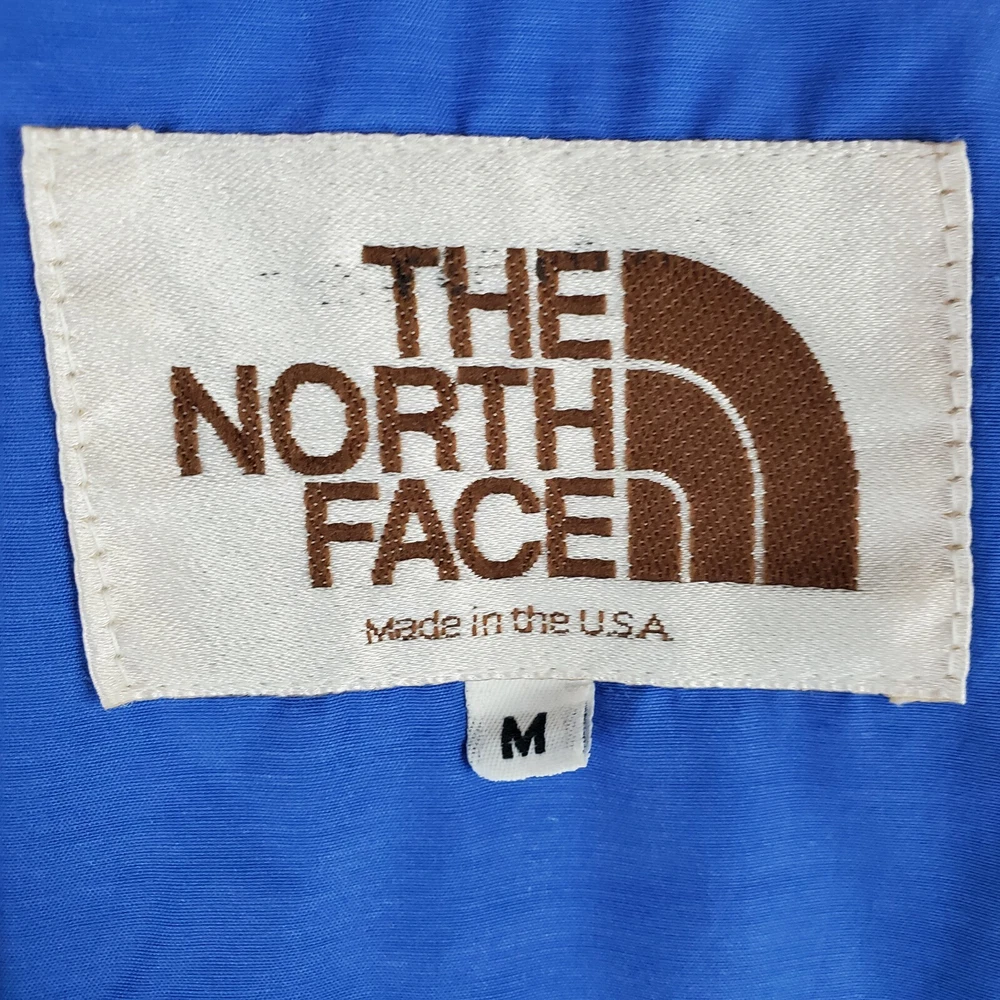 THE
NORTH
FACE
Made in the U.S.A.
M